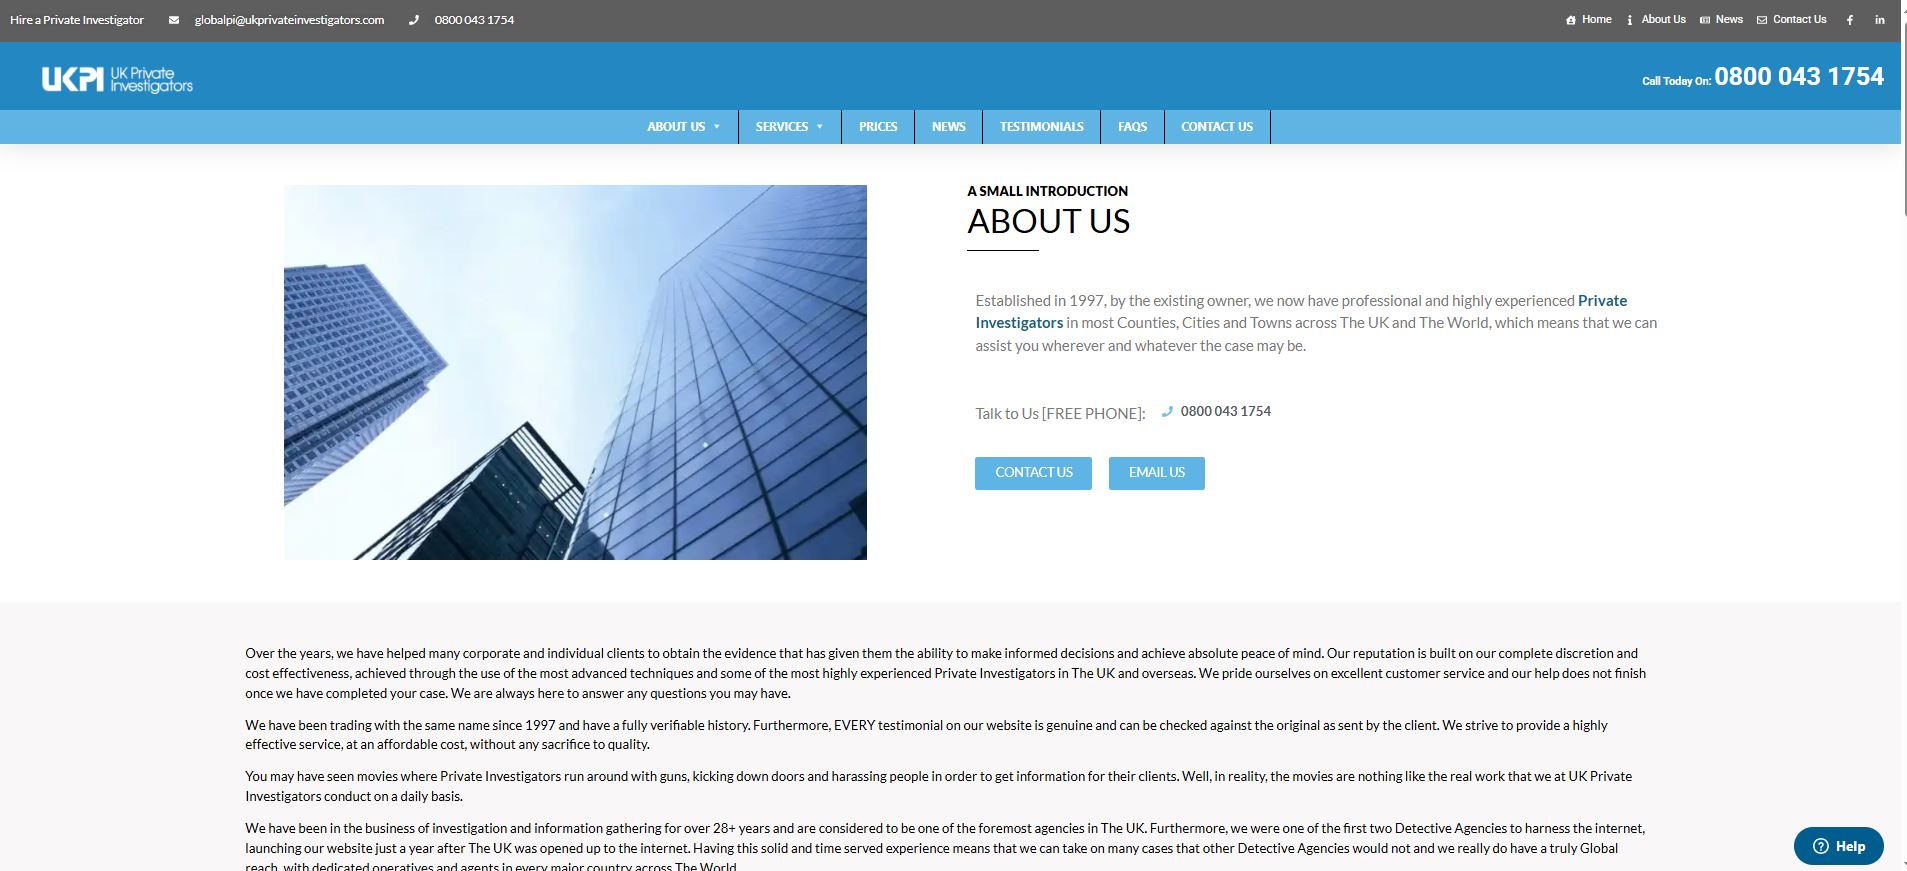 Hire a Private Investigator globalpi@ukprivateinvestigators.com 0800 043 1754
Home About Us News Contact Us
UKPI UK Private
Investigators
Call Today On: 0800 043 1754
ABOUT US SERVICES PRICES NEWS TESTIMONIALS FAQS CONTACT US
A SMALL INTRODUCTION
ABOUT US
Established in 1997, by the existing owner, we now have professional and highly experienced Private
Investigators in most Counties, Cities and Towns across The UK and The World, which means that we can
assist you wherever and whatever the case may be.
Talk to Us [FREE PHONE]: 0800 043 1754
CONTACT US EMAIL US
Over the years, we have helped many corporate and individual clients to obtain the evidence that has given them the ability to make informed decisions and achieve absolute peace of mind. Our reputation is built on our complete discretion and
cost effectiveness, achieved through the use of the most advanced techniques and some of the most highly experienced Private Investigators in The UK and overseas. We pride ourselves on excellent customer service and our help does not finish
once we have completed your case. We are always here to answer any questions you may have.
We have been trading with the same name since 1997 and have a fully verifiable history. Furthermore, EVERY testimonial on our website is genuine and can be checked against the original as sent by the client. We strive to provide a highly
effective service, at an affordable cost, without any sacrifice to quality.
You may have seen movies where Private Investigators run around with guns, kicking down doors and harassing people in order to get information for their clients. Well, in reality, the movies are nothing like the real work that we at UK Private
Investigators conduct on a daily basis.
We have been in the business of investigation and information gathering for over 28+ years and are considered to be one of the foremost agencies in The UK. Furthermore, we were one of the first two Detective Agencies to harness the internet,
launching our website just a year after The UK was opened up to the internet. Having this solid and time served experience means that we can take on many cases that other Detective Agencies would not and we really do have a truly Global
reach, with dedicated operatives and agents in every major country across The World.
Help